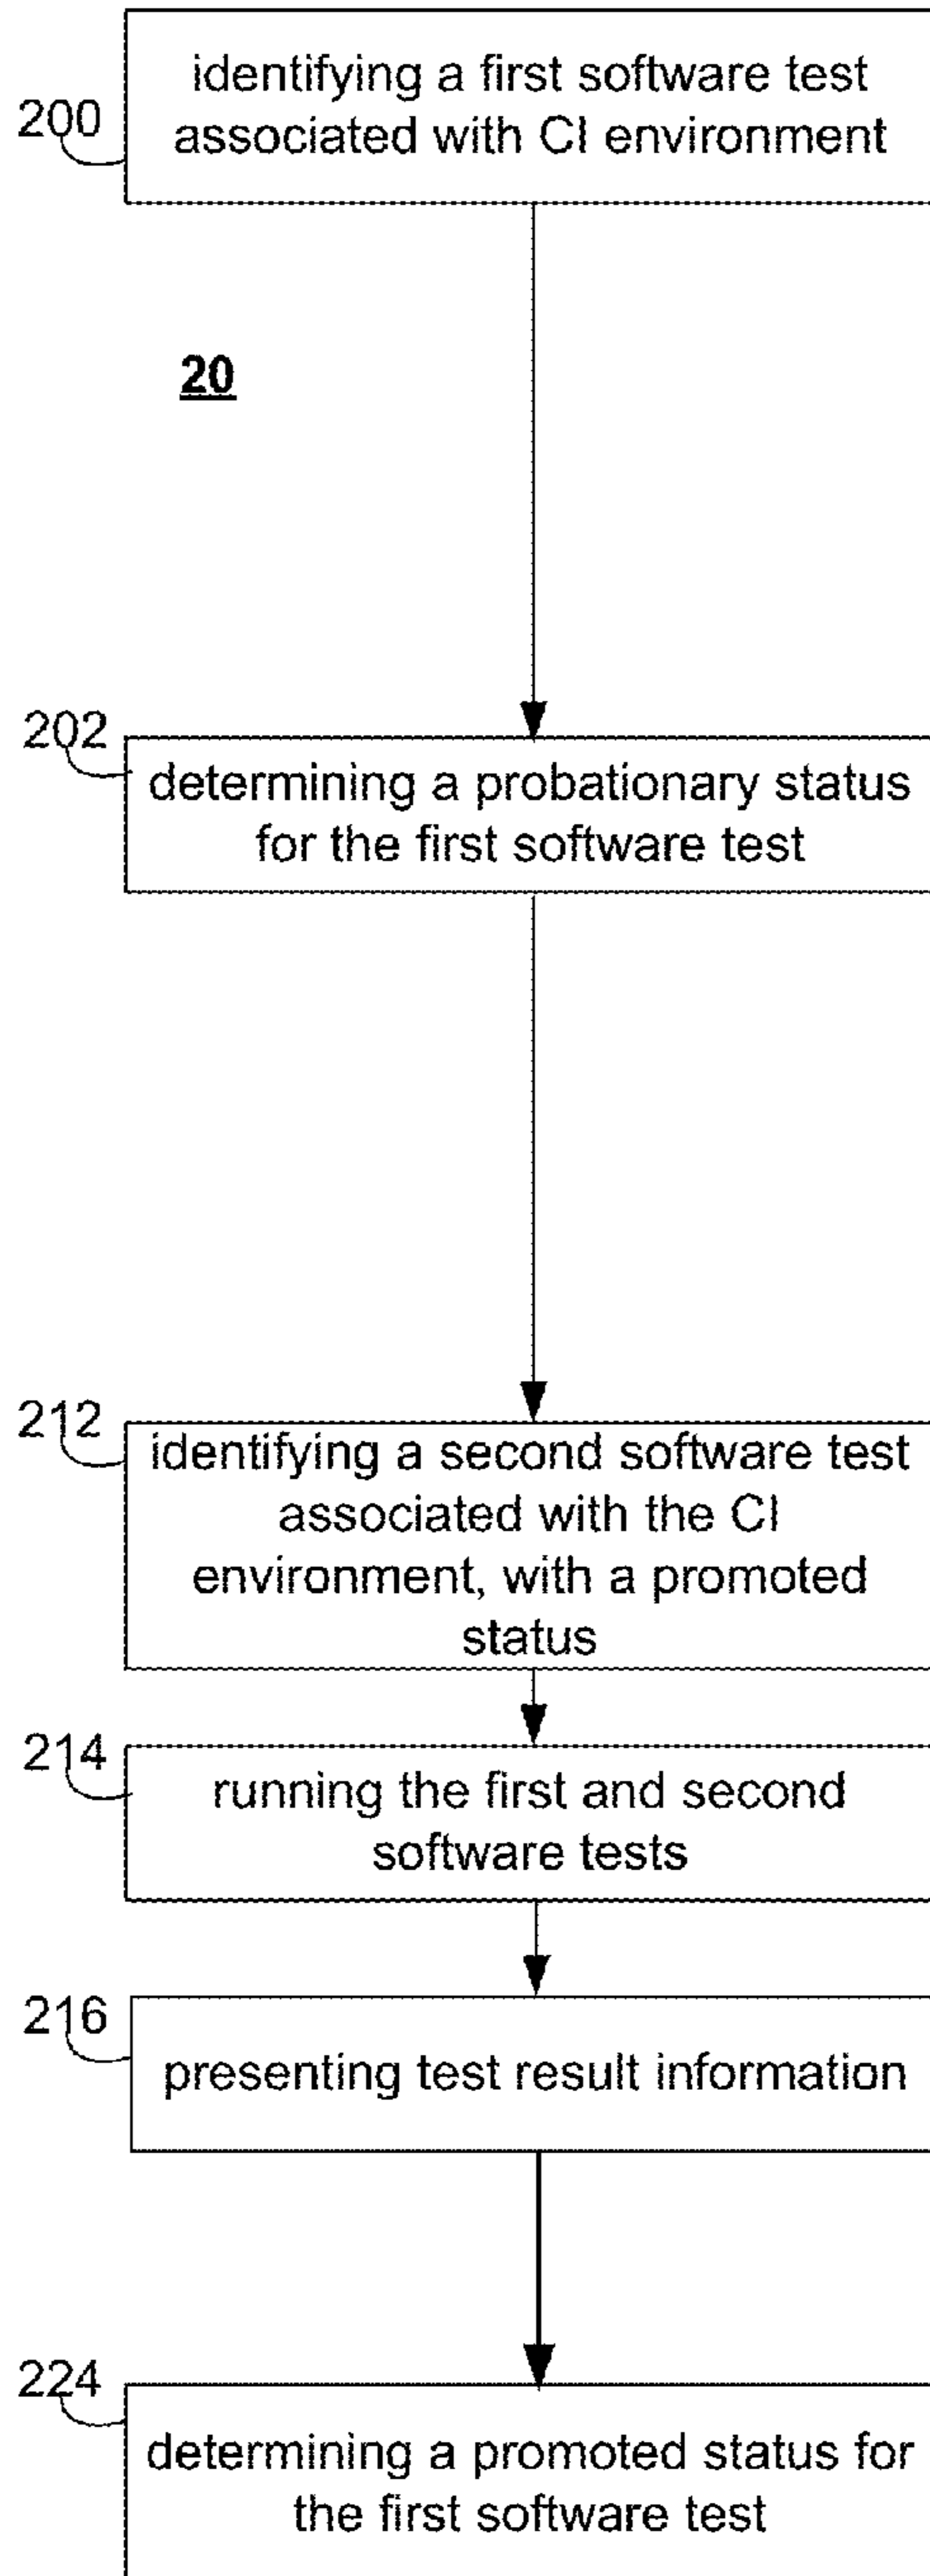 200
identifying a first software test
associated with CI environment
20
202
determining a probationary status
for the first software test
212
identifying a second software test
associated with the CI
environment, with a promoted
status
214
running the first and second
software tests
216
presenting test result information
224
determining a promoted status for
the first software test